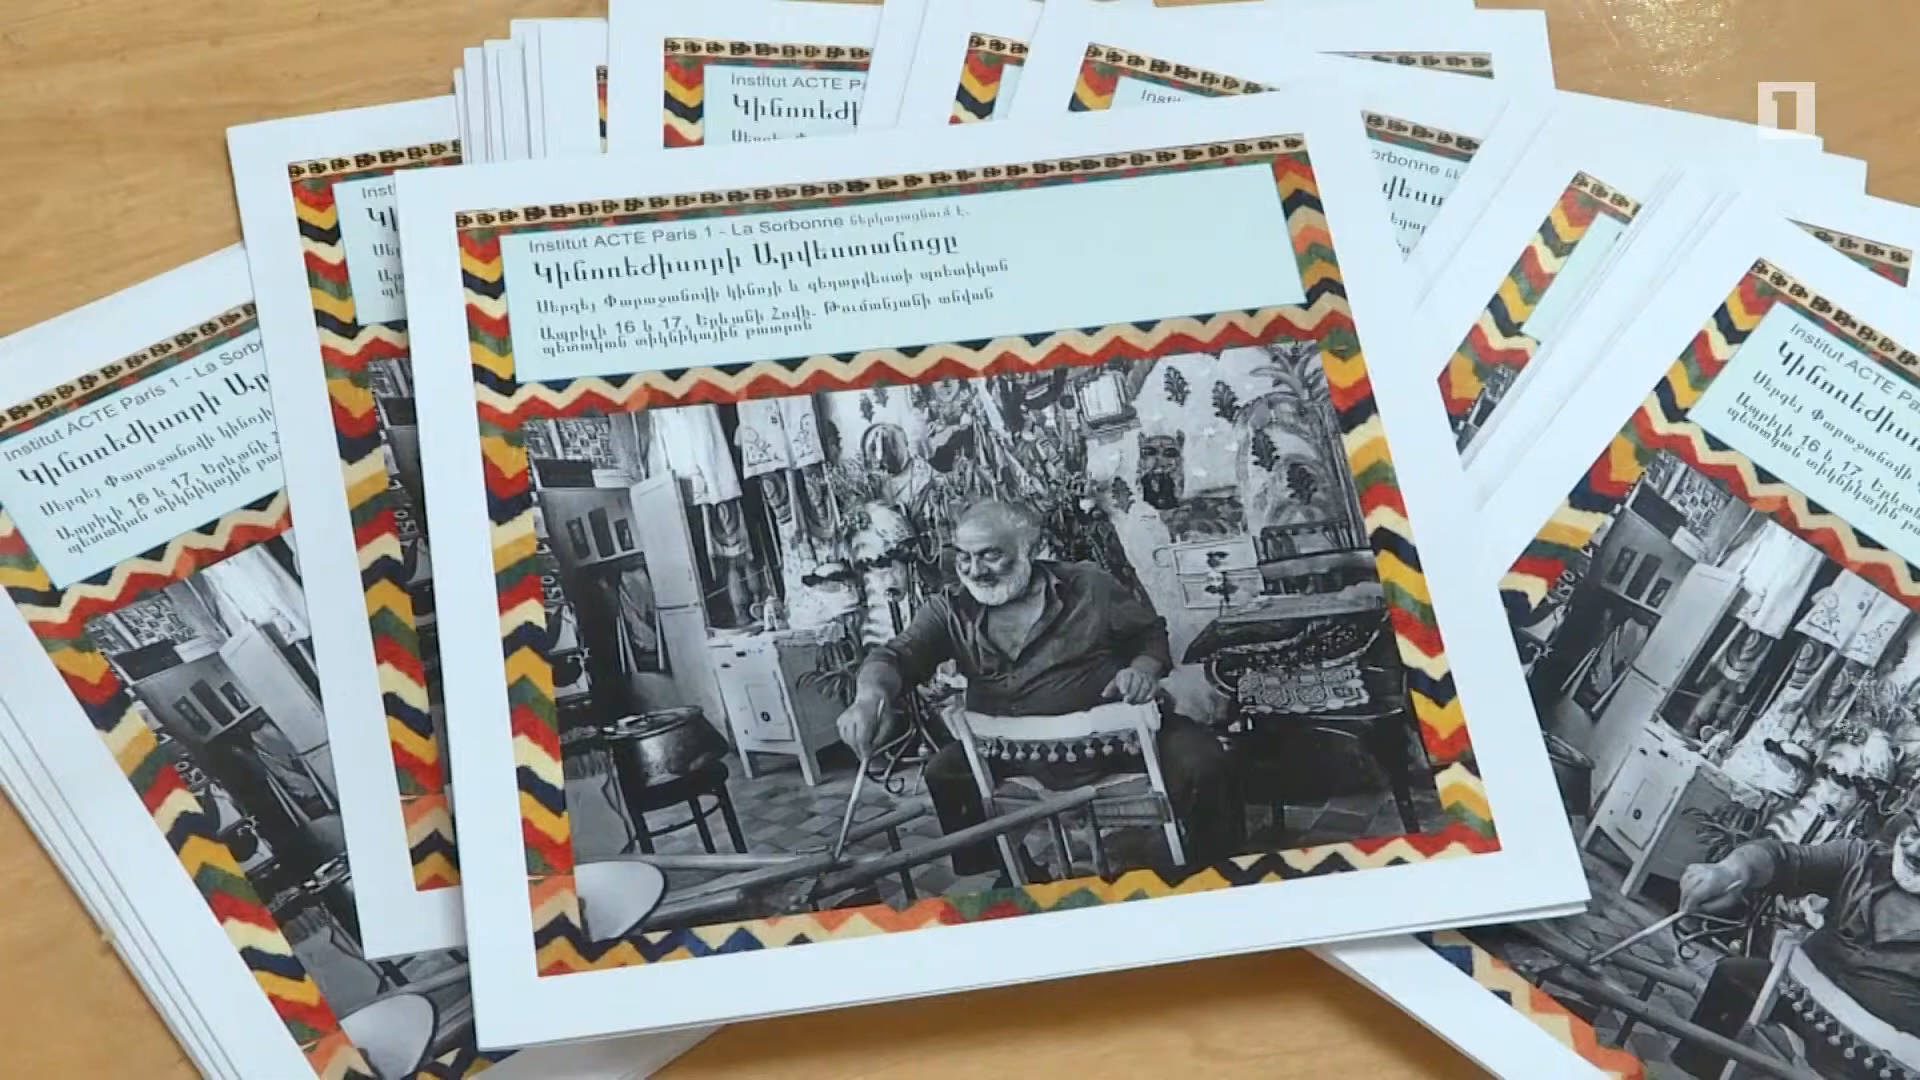 Institut ACTE Paris 1 - La Sorbonne ներկայացնում է.
Կինոռեժիսորի Արվեստանոցը
Սերգեյ Փարաջանովի կինոյի և գեղարվեստի պոետիկան
Ապրիլի 16 և 17, Երևանի Հովհ. Թումանյանի անվան
պետական տիկնիկային թատրոն